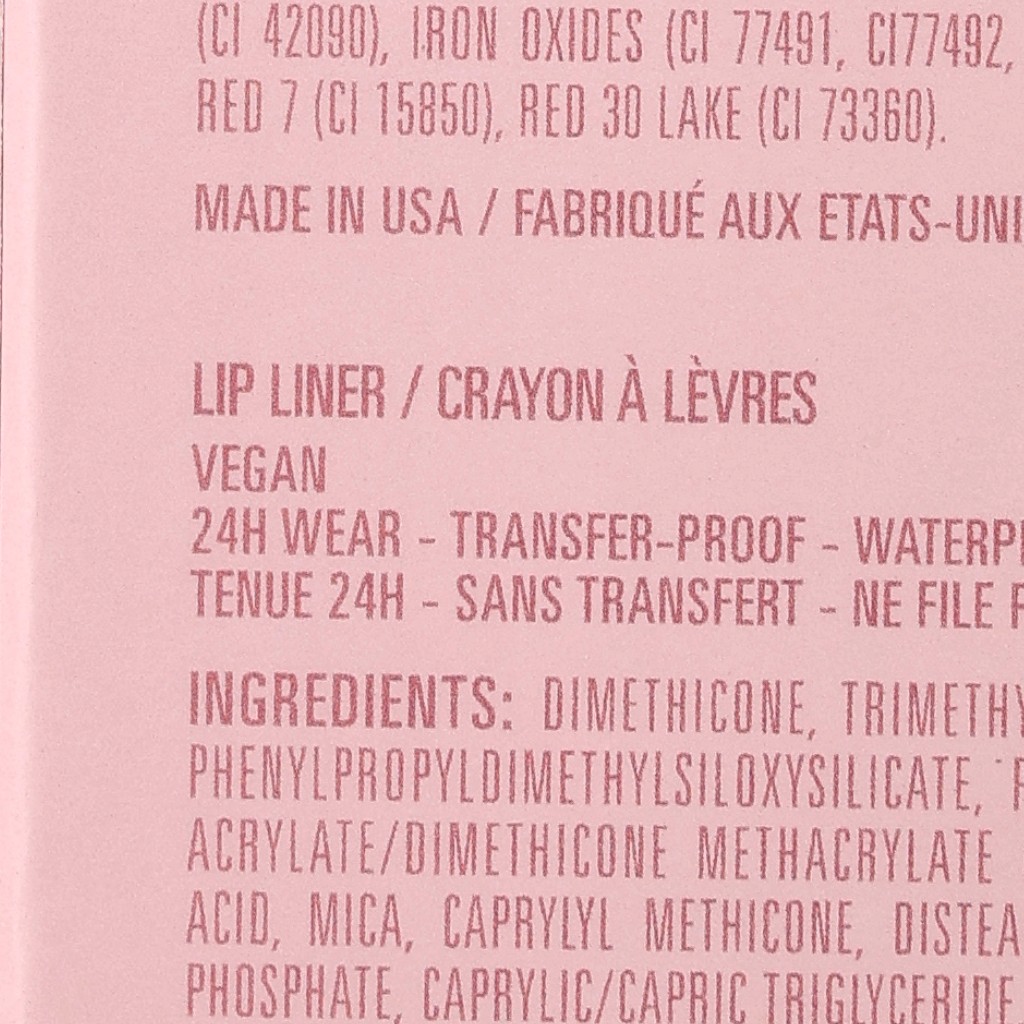 (CI 42090), IRON OXIDES (CI 77491, CI77492,
RED 7 (CI 15850), RED 30 LAKE (CI 73360).
MADE IN USA / FABRIQUÉ AUX ETATS-UNI
LIP LINER / CRAYON À LÈVRES
VEGAN
24H WEAR - TRANSFER-PROOF - WATERP
TENUE 24H - SANS TRANSFERT - NE FILE
INGREDIENTS: DIMETHICONE, TRIMETHY
PHENYLPROPYLDIMETHYLSILOXYSILICATE,
ACRYLATE/DIMETHICONE METHACRYLATE
ACID, MICA, CAPRYLYL METHICONE, DISTEA
PHOSPHATE, CAPRYLIC/CAPRIC TRIGLYCERIDE